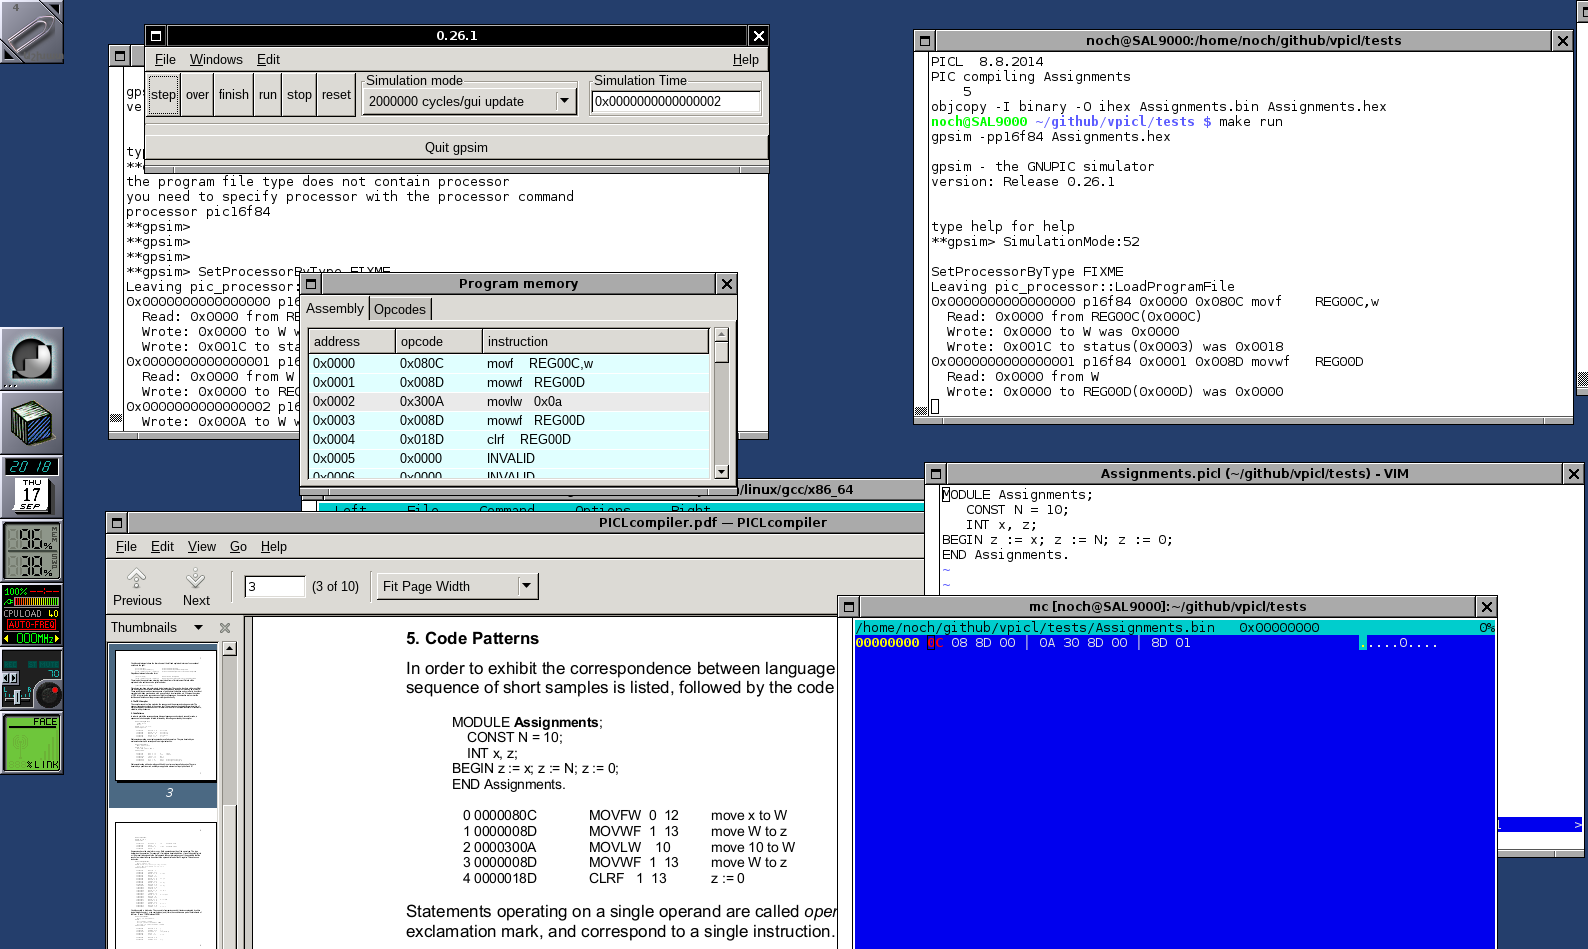 4
0.26.1
File Windows Edit Help
step over finish run stop reset
Simulation mode
2000000 cycles/gui update
Simulation Time
0x0000000000000002
Quit gpsim
the program file type does not contain processor
you need to specify processor with the processor command
processor pic16f84
**gpsim>
**gpsim>
**gpsim>
**gpsim> SetProcessorByType FIXME
Leaving pic_processor:
0x0000000000000000 p16
Read: 0x0000 from RE
Wrote: 0x0000 to W w
Wrote: 0x001C to sta
0x0000000000000001 p16
Read: 0x0000 from W
Wrote: 0x0000 to REG
0x0000000000000002 p16
Wrote: 0x000A to W w
Program memory
Assembly Opcodes
address opcode instruction
0x0000 0x080C movf REG00C,w
0x0001 0x008D movwf REG00D
0x0002 0x300A movlw 0x0a
0x0003 0x008D movwf REG00D
0x0004 0x018D clrf REG00D
0x0005 0x0000 INVALID
0x0006 0x0000 INVALID
/linux/gcc/x86_64
Left File Command Options Right
noch@SAL9000:/home/noch/github/vpicl/tests
PICL 8.8.2014
PIC compiling Assignments
5
objcopy -I binary -O ihex Assignments.bin Assignments.hex
noch@SAL9000 ~/github/vpicl/tests $ make run
gpsim -pp16f84 Assignments.hex
gpsim - the GNUPIC simulator
version: Release 0.26.1
type help for help
**gpsim> SimulationMode:52
SetProcessorByType FIXME
Leaving pic_processor::LoadProgramFile
0x0000000000000000 p16f84 0x0000 0x080C movf REG00C,w
Read: 0x0000 from REG00C(0x000C)
Wrote: 0x0000 to W was 0x0000
Wrote: 0x001C to status(0x0003) was 0x0018
0x0000000000000001 p16f84 0x0001 0x008D movwf REG00D
Read: 0x0000 from W
Wrote: 0x0000 to REG00D(0x000D) was 0x0000
Assignments.picl (~/github/vpicl/tests) - VIM
MODULE Assignments;
CONST N = 10;
INT x, z;
BEGIN z := x; z := N; z := 0;
END Assignments.
~
~
PICLcompiler.pdf — PICLcompiler
File Edit View Go Help
Previous Next 3 (3 of 10) Fit Page Width
Thumbnails
3
5. Code Patterns
In order to exhibit the correspondence between language
sequence of short samples is listed, followed by the code
MODULE Assignments;
CONST N = 10;
INT x, z;
BEGIN z := x; z := N; z := 0;
END Assignments.
0 0000080C MOVFW 0 12 move x to W
1 0000008D MOVWF 1 13 move W to z
2 0000300A MOVLW 10 move 10 to W
3 0000008D MOVWF 1 13 move W to z
4 0000018D CLRF 1 13 z := 0
Statements operating on a single operand are called oper
exclamation mark, and correspond to a single instruction.
mc [noch@SAL9000]:~/github/vpicl/tests
/home/noch/github/vpicl/tests/Assignments.bin 0x00000000 0%
00000000 0C 08 8D 00 | 0A 30 8D 00 | 8D 01 .....0....
20 18
THU
17
SEP
96%
38%
100%
CPULOAD 40
AUTO-FREQ
000MHz
70
L R
FACE
%LINK